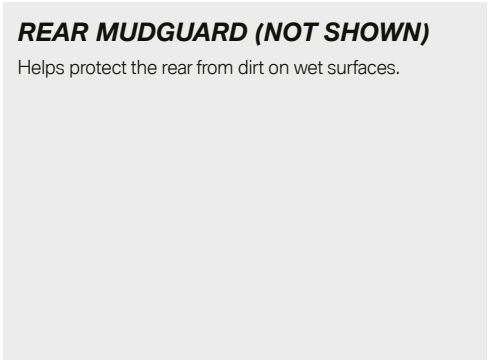 REAR MUDGUARD (NOT SHOWN)
Helps protect the rear from dirt on wet surfaces.